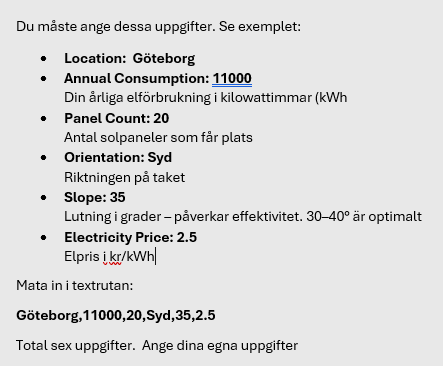 Du måste ange dessa uppgifter. Se exemplet:
• Location: Göteborg
• Annual Consumption: 11000
Din årliga elförbrukning i kilowattimmar (kWh
• Panel Count: 20
Antal solpaneler som får plats
• Orientation: Syd
Riktningen på taket
• Slope: 35
Lutning i grader – påverkar effektivitet. 30–40° är optimalt
• Electricity Price: 2.5
Elpris i kr/kWh
Mata in i textrutan:
Göteborg,11000,20,Syd,35,2.5
Total sex uppgifter. Ange dina egna uppgifter